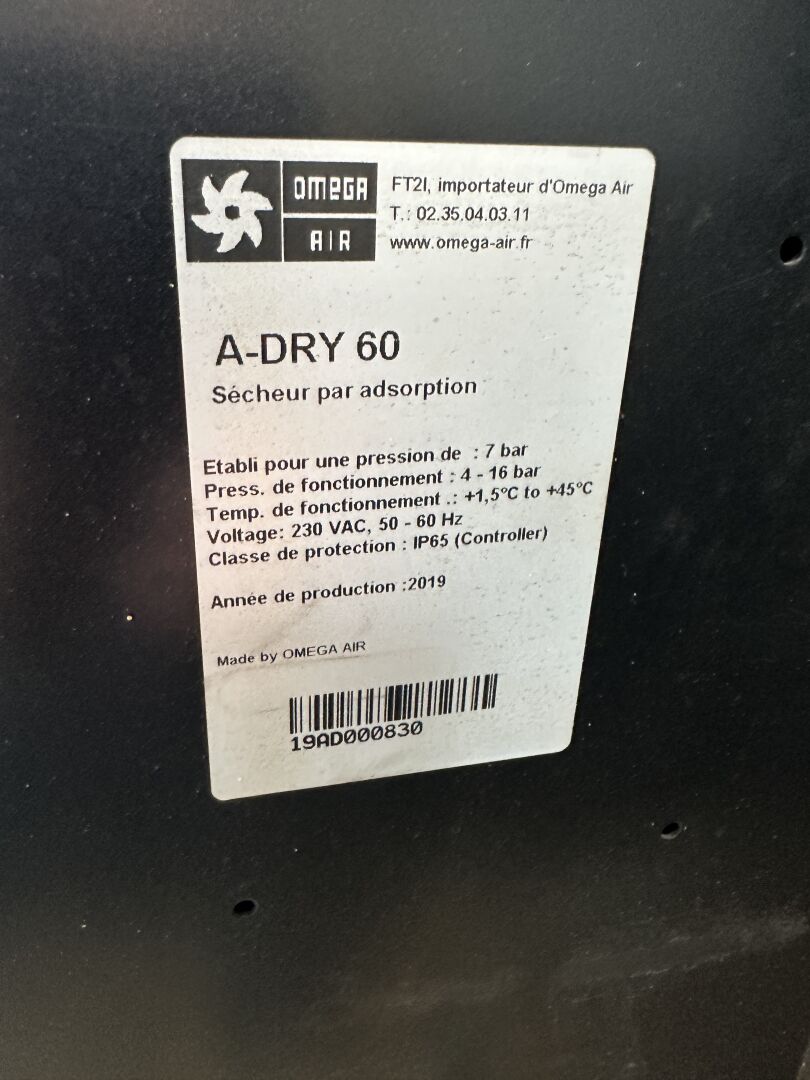 OMEGA
AIR
FT2I, importateur d'Omega Air
T.: 02.35.04.03.11
www.omega-air.fr
A-DRY 60
Sécheur par adsorption
Etabli pour une pression de : 7 bar
Press. de fonctionnement : 4 - 16 bar
Temp. de fonctionnement .: +1,5°C to +45°C
Voltage: 230 VAC, 50 - 60 Hz
Classe de protection : IP65 (Controller)
Année de production :2019
Made by OMEGA AIR
19AD000830